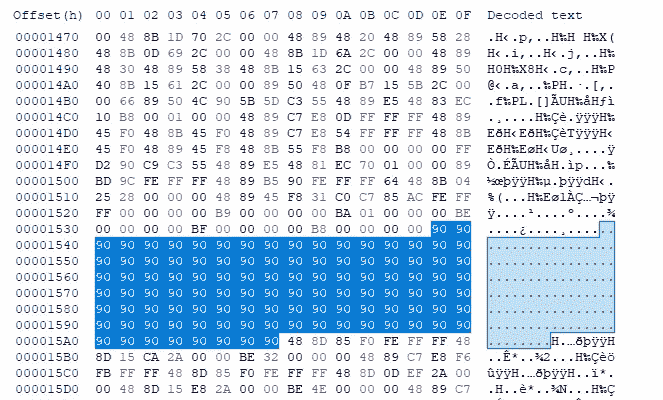 Offset(h) 00 01 02 03 04 05 06 07 08 09 0A 0B 0C 0D 0E 0F Decoded text
00001470 00 48 8B 1D 70 2C 00 00 48 89 48 20 48 89 58 28 .H‹.p,..H‰H H‰X(
00001480 48 8B 0D 69 2C 00 00 48 8B 1D 6A 2C 00 00 48 89 H‹.i,..H‹.j,..H‰
00001490 48 30 48 89 58 38 48 8B 15 63 2C 00 00 48 89 50 H0H‰X8H‹.c,..H‰P
000014A0 40 8B 15 61 2C 00 00 89 50 48 0F B7 15 5B 2C 00 @‹.a,..‰PH.·.[,.
000014B0 00 66 89 50 4C 90 5B 5D C3 55 48 89 E5 48 83 EC .f‰PL.[]ÃUH‰åHƒì
000014C0 10 B8 00 01 00 00 48 89 C7 E8 0D FF FF FF 48 89 .¸....H‰Çè.ÿÿÿH‰
000014D0 45 F0 48 8B 45 F0 48 89 C7 E8 54 FF FF FF 48 8B EðH‹EðH‰ÇèTÿÿÿH‹
000014E0 45 F0 48 89 45 F8 48 8B 55 F8 B8 00 00 00 00 FF EðH‰EøH‹Uø¸....ÿ
000014F0 D2 90 C9 C3 55 48 89 E5 48 81 EC 70 01 00 00 89 Ò.ÉÃUH‰åH.ìp...‰
00001500 BD 9C FE FF FF 48 89 B5 90 FE FF FF 64 48 8B 04 ½œþÿÿH‰µ.þÿÿdH‹.
00001510 25 28 00 00 00 48 89 45 F8 31 C0 C7 85 AC FE FF %(...H‰Eø1ÀÇ…¬þÿ
00001520 FF 00 00 00 00 B9 00 00 00 00 BA 01 00 00 00 BE ÿ....¹....º....¾
00001530 00 00 00 00 BF 00 00 00 00 B8 00 00 00 00 90 90 ....¿....¸......
00001540 90 90 90 90 90 90 90 90 90 90 90 90 90 90 90 90 ................
00001550 90 90 90 90 90 90 90 90 90 90 90 90 90 90 90 90 ................
00001560 90 90 90 90 90 90 90 90 90 90 90 90 90 90 90 90 ................
00001570 90 90 90 90 90 90 90 90 90 90 90 90 90 90 90 90 ................
00001580 90 90 90 90 90 90 90 90 90 90 90 90 90 90 90 90 ................
00001590 90 90 90 90 90 90 90 90 90 90 90 90 90 90 90 90 ................
000015A0 90 90 90 90 90 90 90 90 48 8D 85 F0 FE FF FF 48 ........H.…ðþÿÿH
000015B0 8D 15 CA 2A 00 00 BE 32 00 00 00 48 89 C7 E8 F6 ..Ê*..¾2...H‰Çèö
000015C0 FB FF FF 48 8D 85 F0 FE FF FF 48 8D 0D EF 2A 00 ûÿÿH.…ðþÿÿH..ï*.
000015D0 00 48 8D 15 E8 2A 00 00 BE 4E 00 00 00 48 89 C7 .H..è*..¾N...H‰Ç